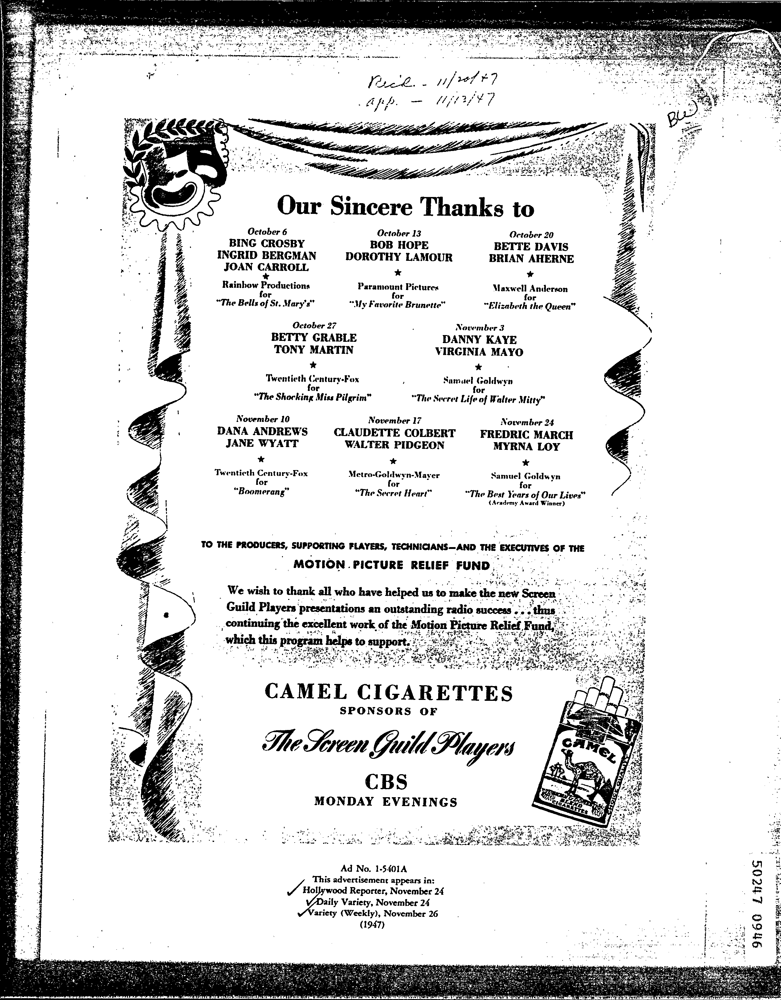 Rec'd. - 11/20/47
app. - 11/12/47
BW
Our Sincere Thanks to
October 6
BING CROSBY
INGRID BERGMAN
JOAN CARROLL
★
Rainbow Productions
for
"The Bells of St. Mary's"
October 13
BOB HOPE
DOROTHY LAMOUR
★
Paramount Pictures
for
"My Favorite Brunette"
October 20
BETTE DAVIS
BRIAN AHERNE
★
Maxwell Anderson
for
"Elizabeth the Queen"
October 27
BETTY GRABLE
TONY MARTIN
★
Twentieth Century-Fox
for
"The Shocking Miss Pilgrim"
November 3
DANNY KAYE
VIRGINIA MAYO
★
Samuel Goldwyn
for
"The Secret Life of Walter Mitty"
November 10
DANA ANDREWS
JANE WYATT
★
Twentieth Century-Fox
for
"Boomerang"
November 17
CLAUDETTE COLBERT
WALTER PIDGEON
★
Metro-Goldwyn-Mayer
for
"The Secret Heart"
November 24
FREDRIC MARCH
MYRNA LOY
★
Samuel Goldwyn
for
"The Best Years of Our Lives"
(Academy Award Winner)
TO THE PRODUCERS, SUPPORTING PLAYERS, TECHNICIANS—AND THE EXECUTIVES OF THE
MOTION PICTURE RELIEF FUND
We wish to thank all who have helped us to make the new Screen
Guild Players presentations an outstanding radio success . . . thus
continuing the excellent work of the Motion Picture Relief Fund,
which this program helps to support.
CAMEL CIGARETTES
SPONSORS OF
The Screen Guild Players
CBS
MONDAY EVENINGS
CAMEL
Ad No. 1-5401A
This advertisement appears in:
Hollywood Reporter, November 24
Daily Variety, November 24
Variety (Weekly), November 26
(1947)
50247 0946